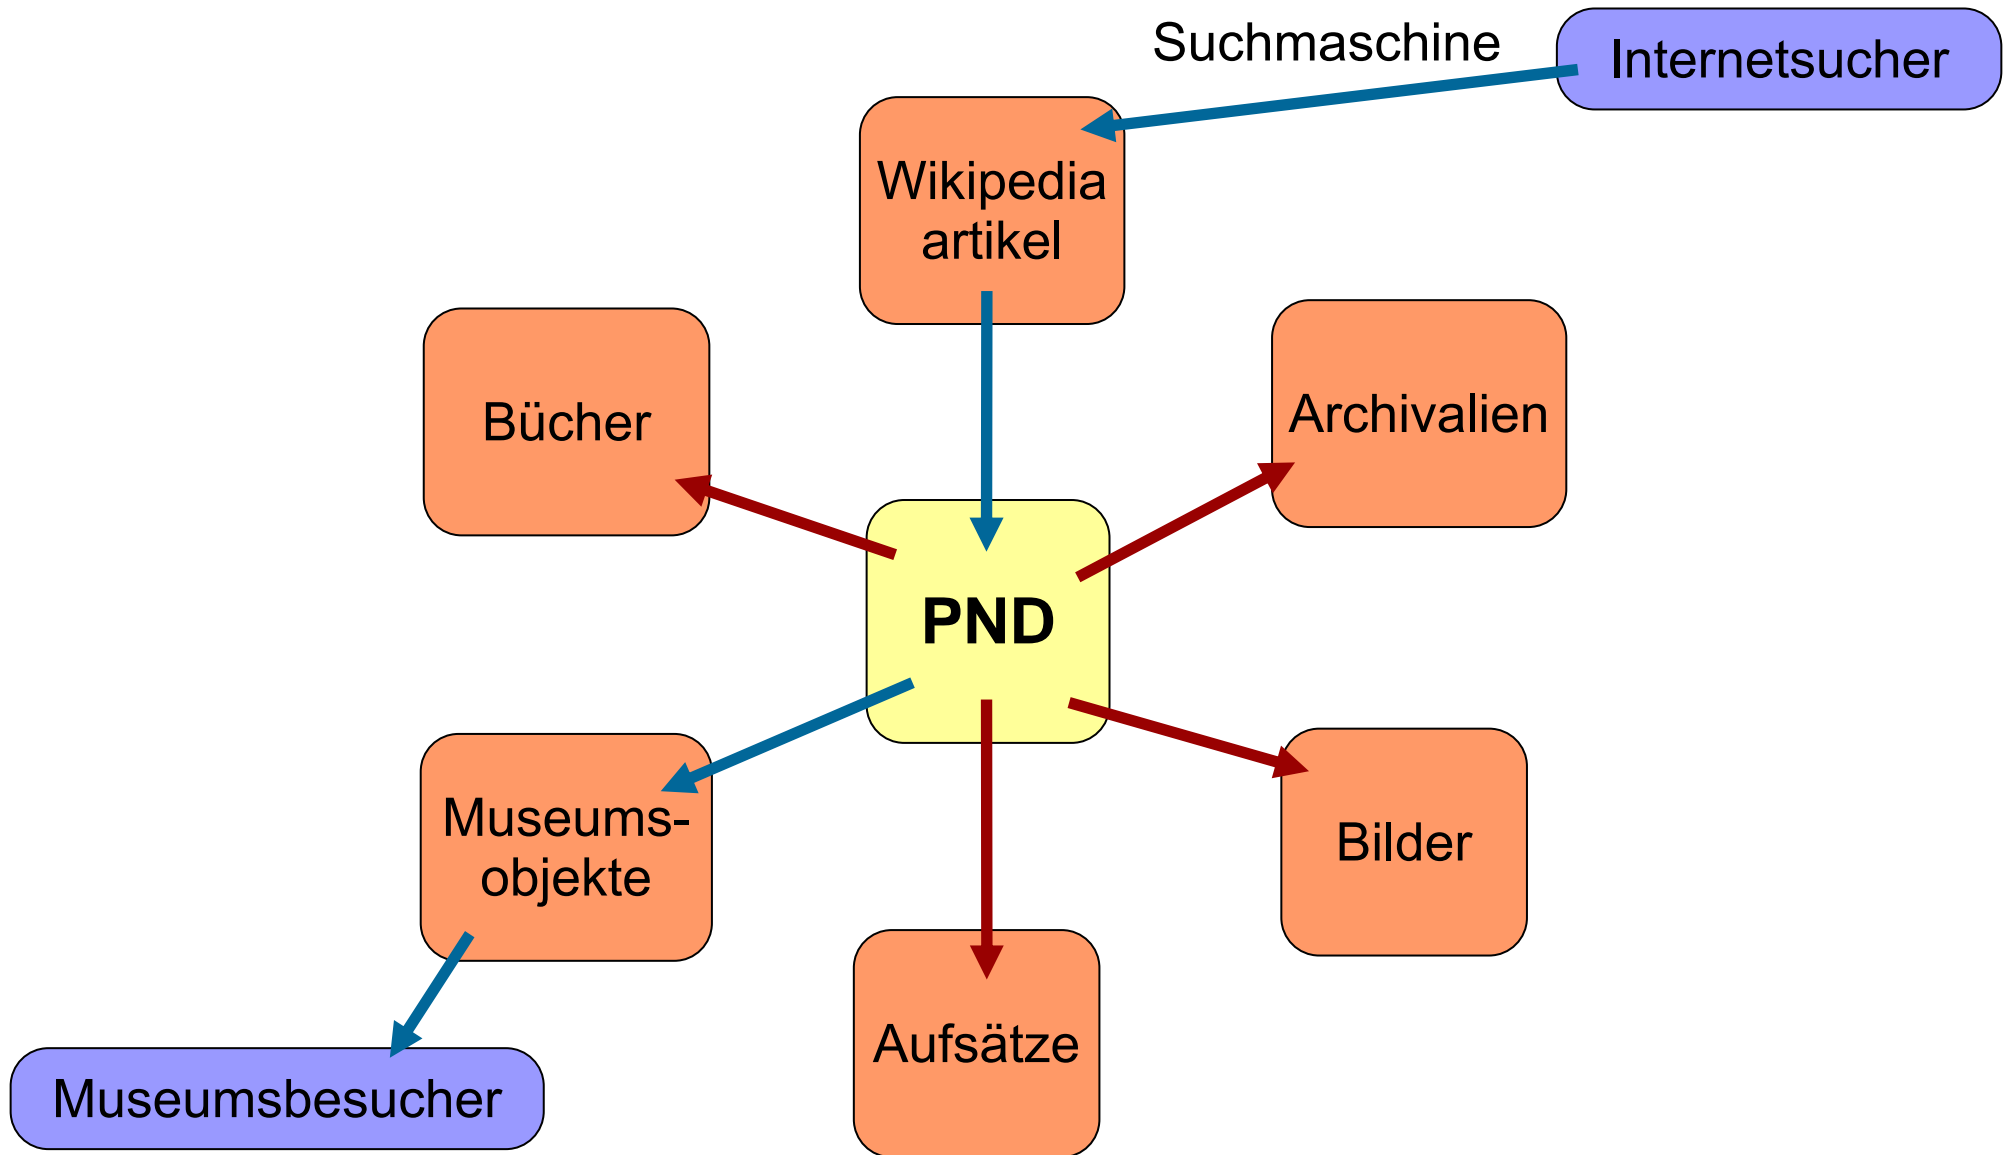 Suchmaschine
Internetsucher
Wikipedia
artikel
Bücher
Archivalien
PND
Museums-
objekte
Bilder
Aufsätze
Museumsbesucher